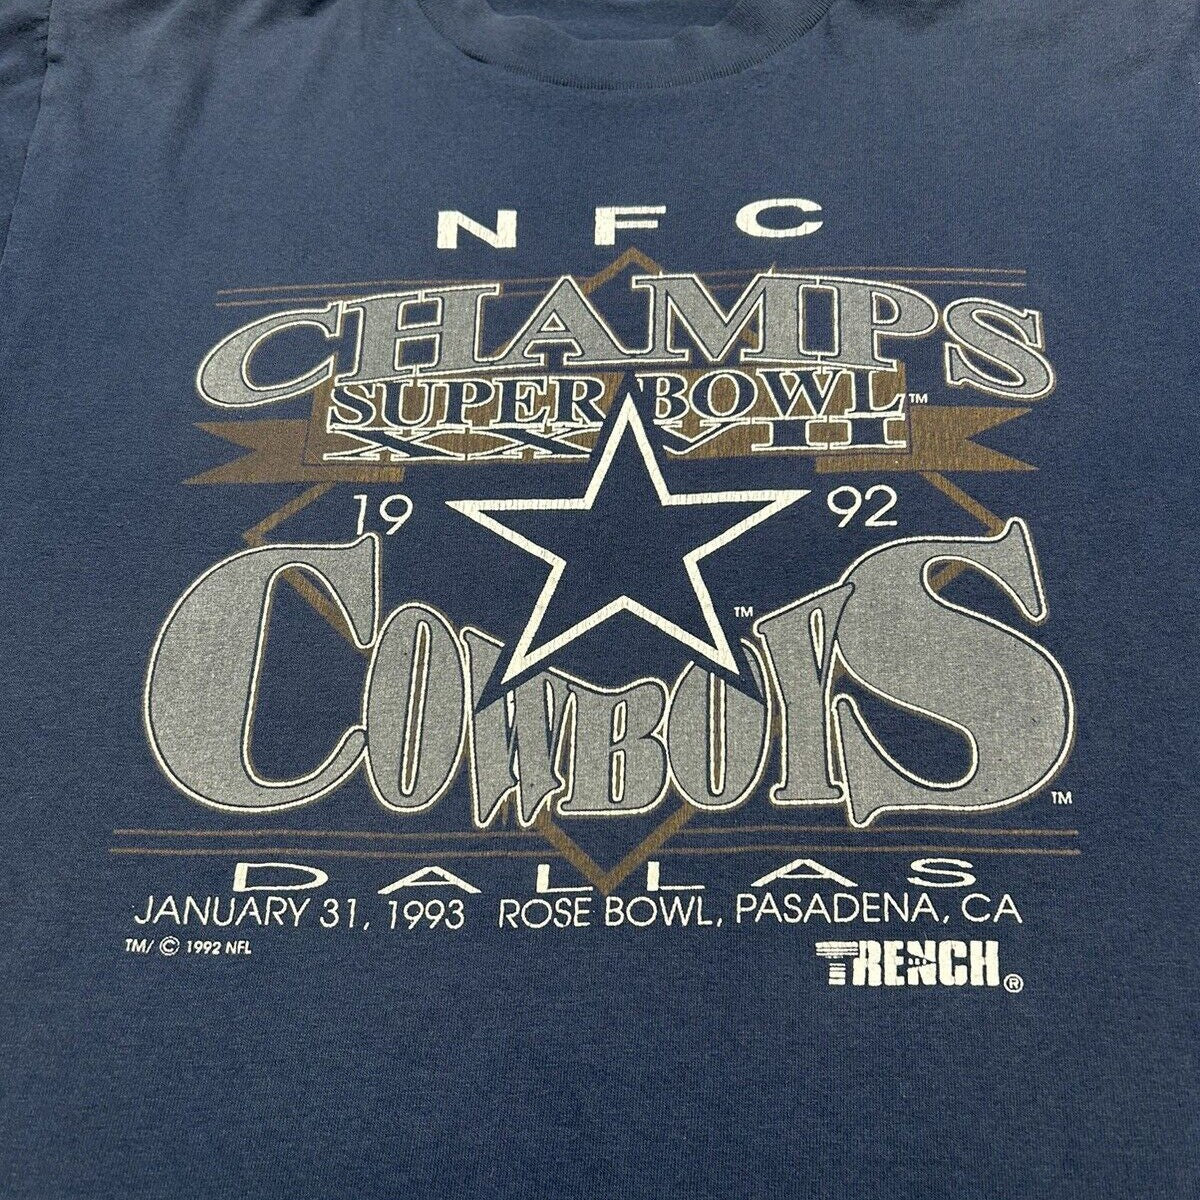 NFC
CHAMPS
SUPER BOWL™
XXVII
19 92
™
COWBOYS™
DALLAS
JANUARY 31, 1993 ROSE BOWL, PASADENA, CA
TM/ © 1992 NFL
TRENCH®